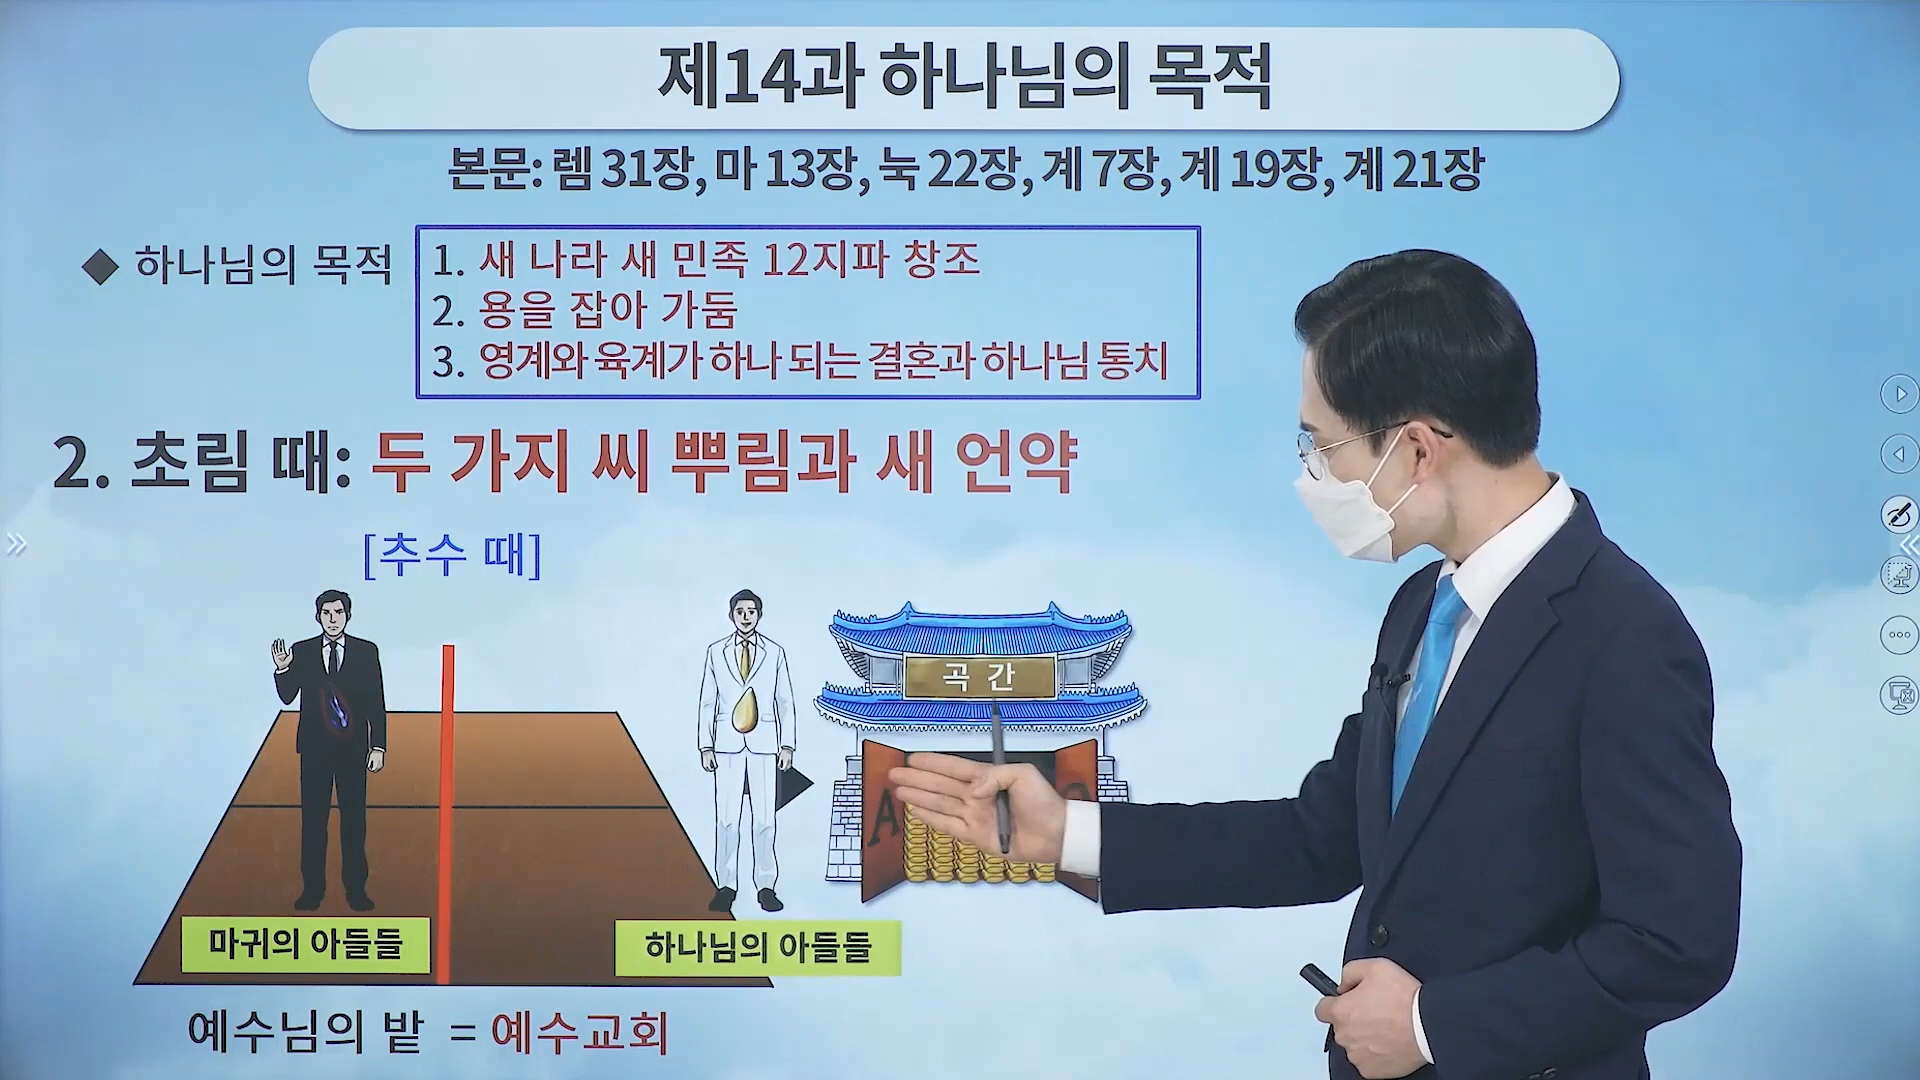 제14과 하나님의 목적
본문: 렘 31장, 마 13장, 눅 22장, 계 7장, 계 19장, 계 21장
◆ 하나님의 목적
1. 새 나라 새 민족 12지파 창조
2. 용을 잡아 가둠
3. 영계와 육계가 하나 되는 결혼과 하나님 통치
2. 초림 때: 두 가지 씨 뿌림과 새 언약
[추수 때]
곡간
A
마귀의 아들들
하나님의 아들들
예수님의 밭 = 예수교회